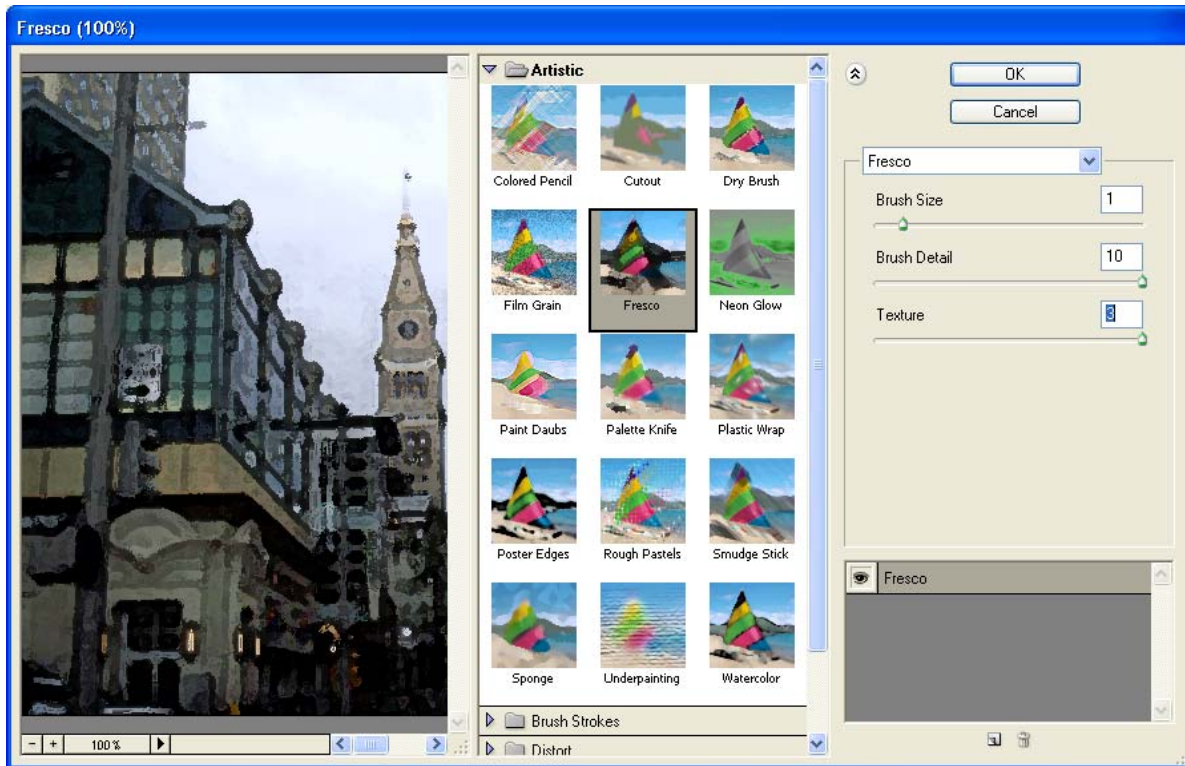 Fresco (100%)
Artistic
Colored Pencil
Cutout
Dry Brush
Film Grain
Fresco
Neon Glow
Paint Daubs
Palette Knife
Plastic Wrap
Poster Edges
Rough Pastels
Smudge Stick
Sponge
Underpainting
Watercolor
Brush Strokes
Distort
- + 100%
OK
Cancel
Fresco
Brush Size 1
Brush Detail 10
Texture 3
Fresco